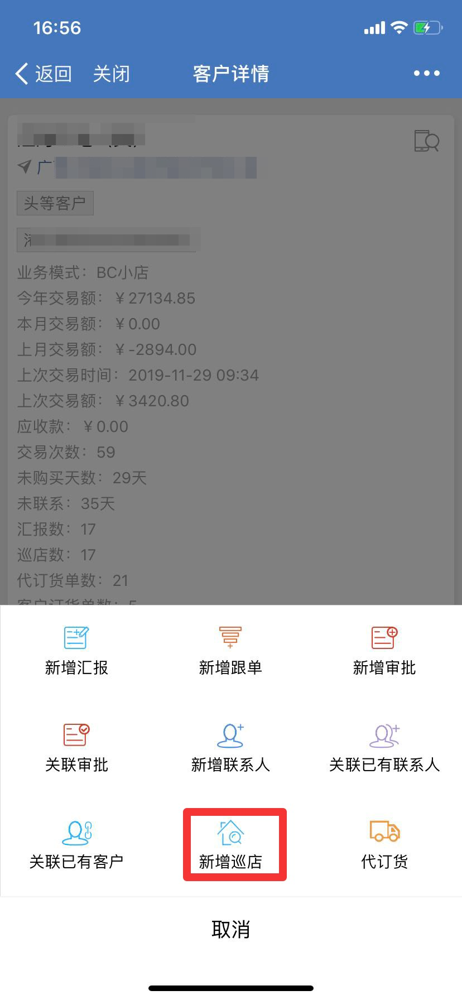 16:56
返回 关闭 客户详情
广
头等客户
业务模式：BC小店
今年交易额：￥27134.85
本月交易额：￥0.00
上月交易额：￥-2894.00
上次交易时间：2019-11-29 09:34
上次交易额：￥3420.80
应收款：￥0.00
交易次数：59
未购买天数：29天
未联系：35天
汇报数：17
巡店数：17
代订货单数：21
客户订货单数：5
新增汇报 新增跟单 新增审批
关联审批 新增联系人 关联已有联系人
关联已有客户 新增巡店 代订货
取消